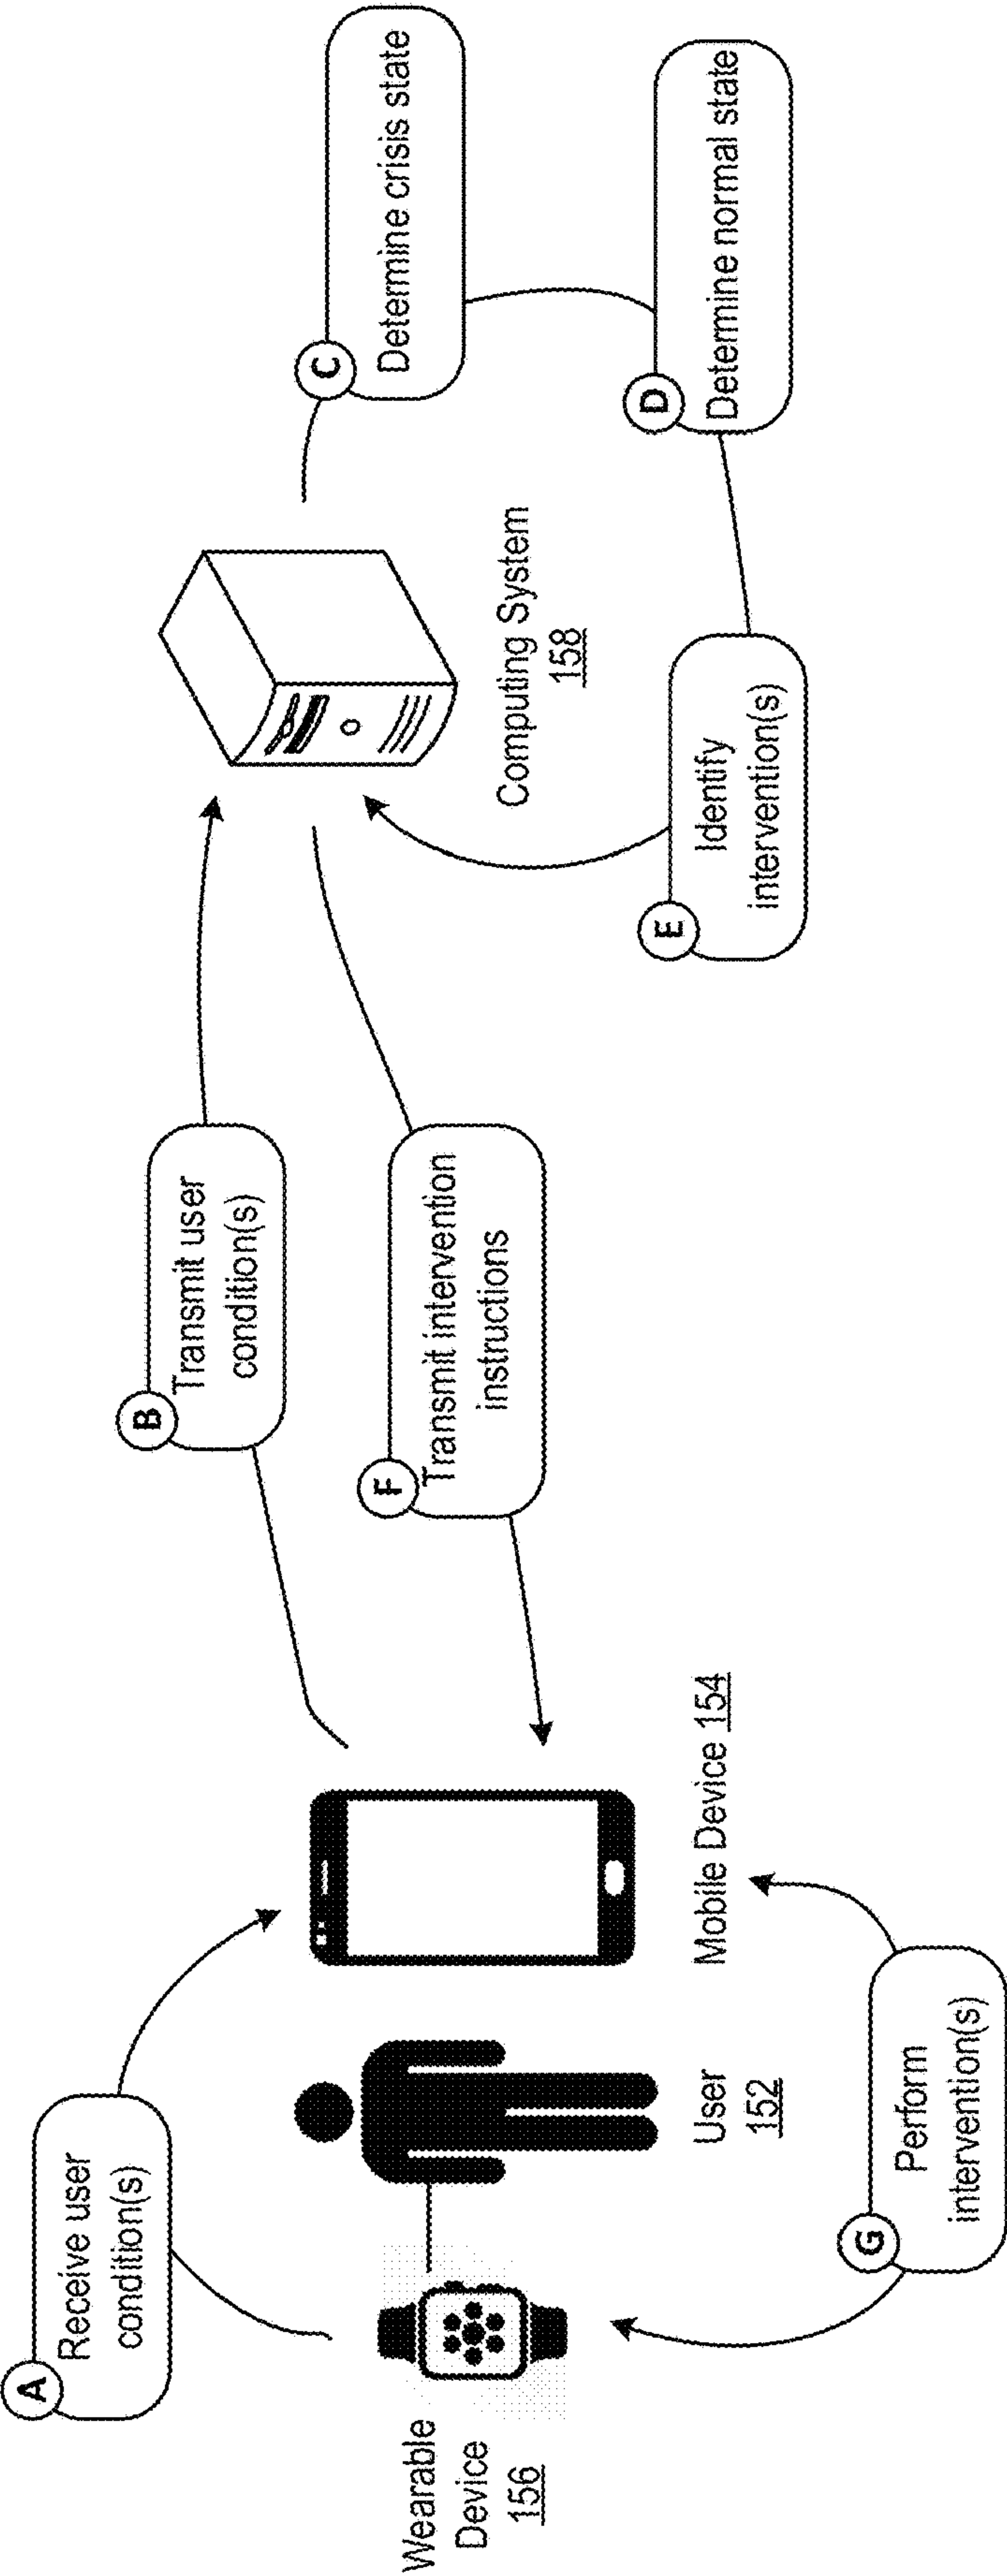 A
Receive user
condition(s)
B
Transmit user
condition(s)
C
Determine crisis state
D
Determine normal state
E
Identify
intervention(s)
F
Transmit intervention
instructions
Computing System
158
Wearable
Device
156
User
152
Mobile Device 154
G
Perform
intervention(s)